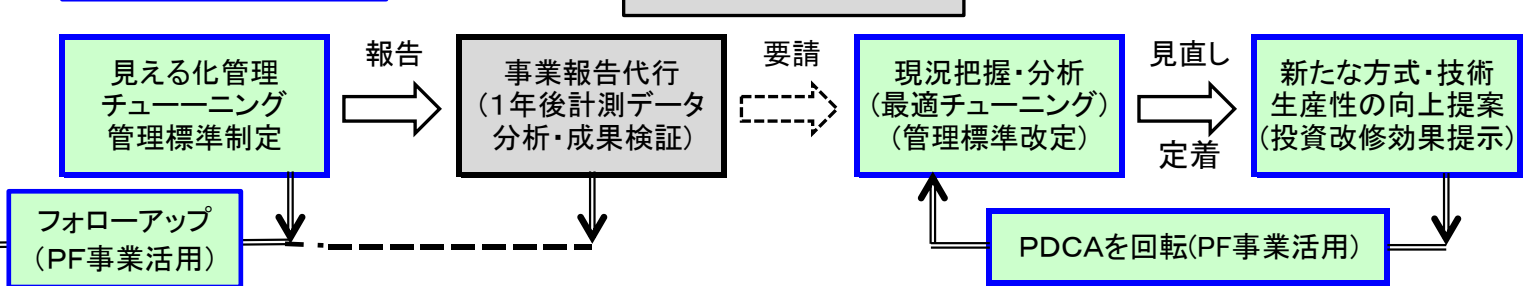 見える化管理
チューーニング
管理標準制定
報告
事業報告代行
(1年後計測データ
分析・成果検証)
要請
現況把握・分析
(最適チューニング)
(管理標準改定)
見直し
定着
新たな方式・技術
生産性の向上提案
(投資改修効果提示)
フォローアップ
(PF事業活用)
PDCAを回転(PF事業活用)